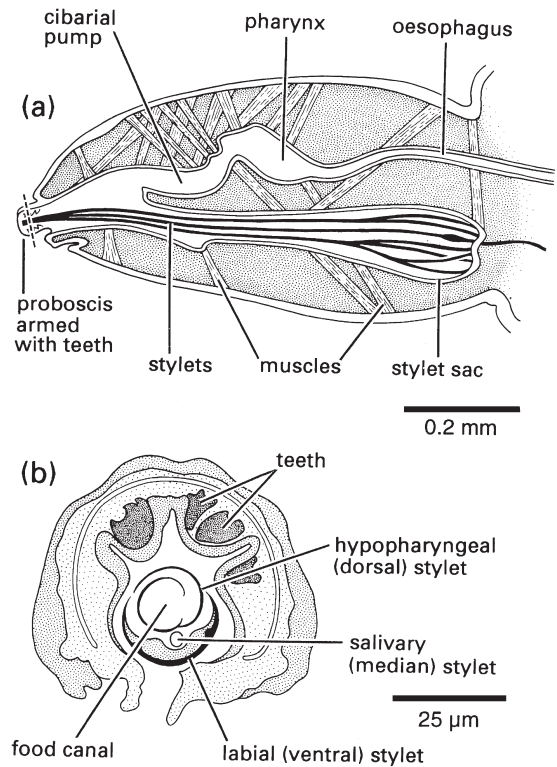 cibarial
pump
pharynx
oesophagus
(a)
proboscis
armed
with teeth
stylets
muscles
stylet sac
0.2 mm
(b)
teeth
hypopharyngeal
(dorsal) stylet
salivary
(median) stylet
25 µm
food canal
labial (ventral) stylet